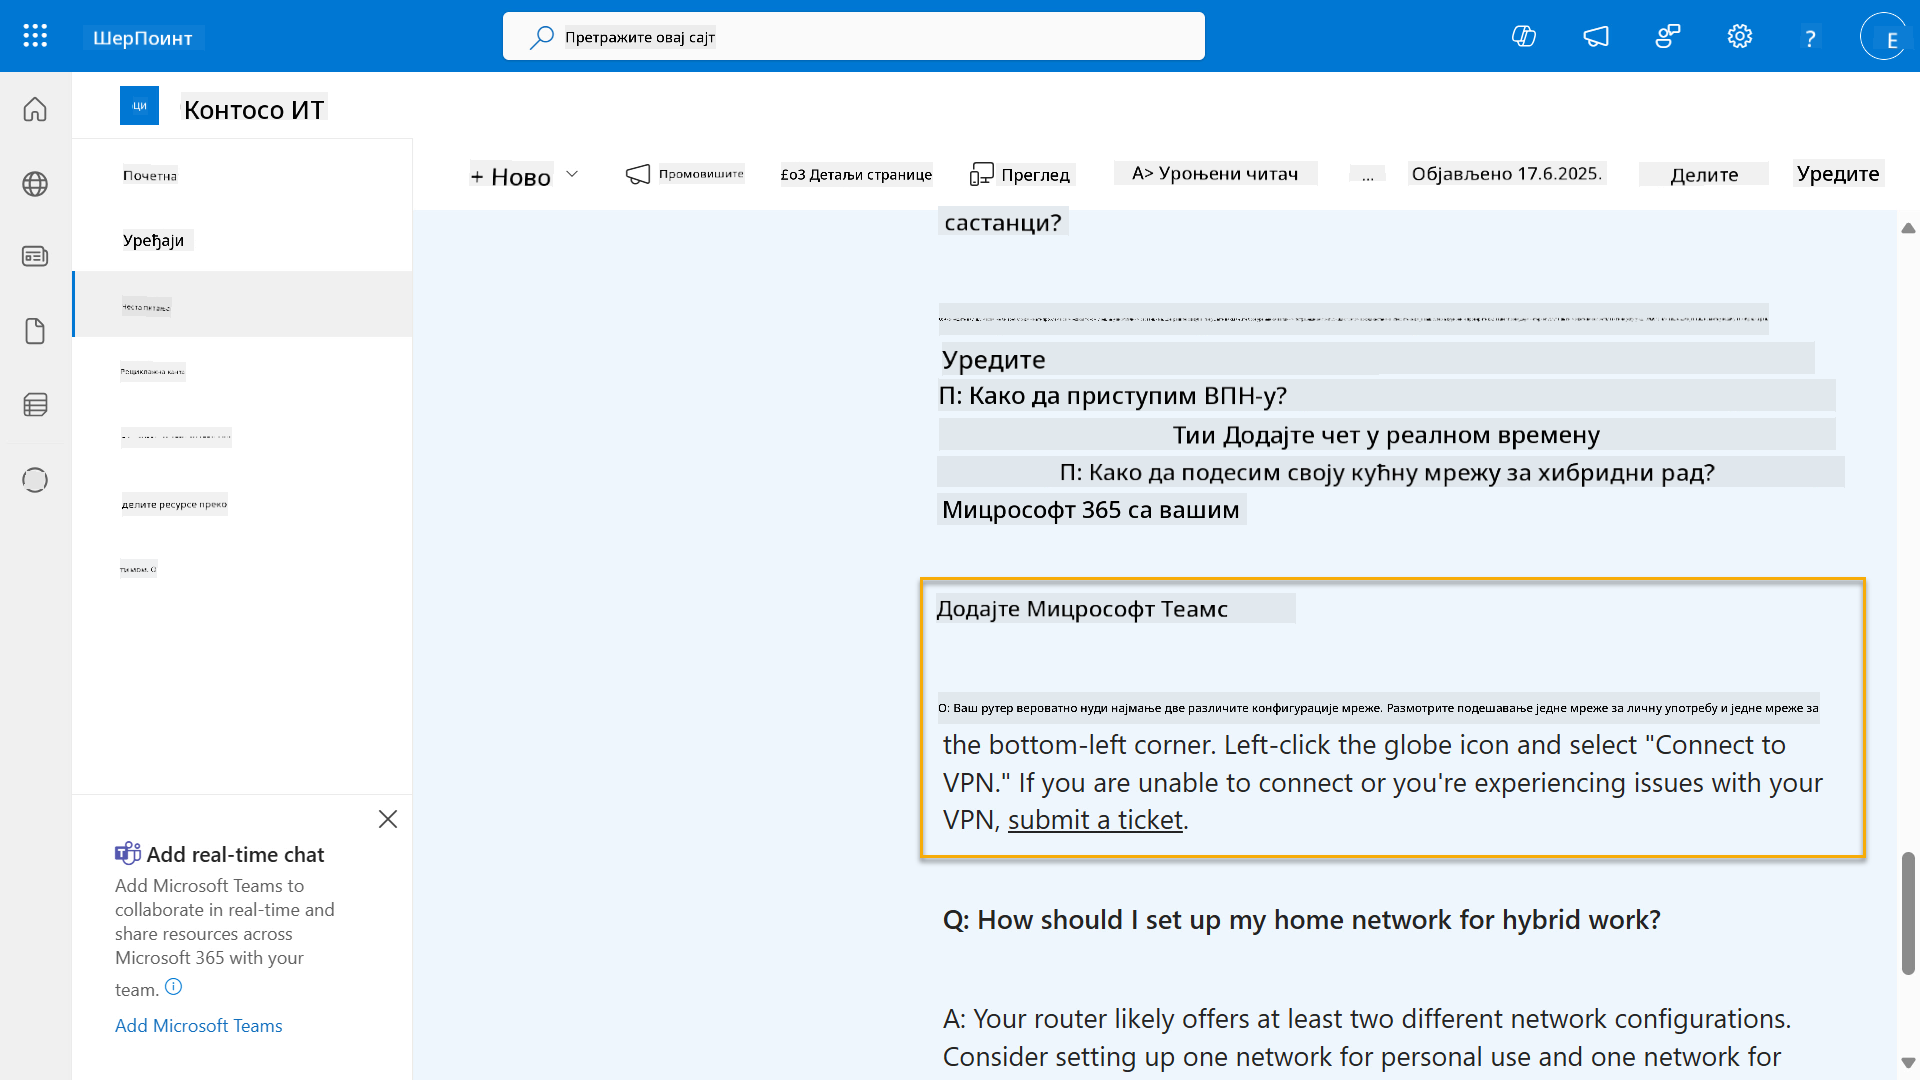 ШерПоинт
Претражите овај сајт
?
E
ци
Контосо ИТ
+ Ново
Промовишите
£о3 Детаљи странице
Преглед
А> Уроњени читач
...
Објављено 17.6.2025.
Делите
Уредите
Почетна
Уређаји
Рециклажна канта
делите ресурсе преко
тимом. О
састанци?
Уредите
П: Како да приступим ВПН-у?
Тии Додајте чет у реалном времену
П: Како да подесим своју кућну мрежу за хибридни рад?
Мицрософт 365 са вашим
Додајте Мицрософт Теамс
О: Ваш рутер вероватно нуди најмање две различите конфигурације мреже. Размотрите подешавање једне мреже за личну употребу и једне мреже за
the bottom-left corner. Left-click the globe icon and select "Connect to
VPN." If you are unable to connect or you're experiencing issues with your
VPN, submit a ticket.
Q: How should I set up my home network for hybrid work?
A: Your router likely offers at least two different network configurations.
Consider setting up one network for personal use and one network for
Add real-time chat
Add Microsoft Teams to
collaborate in real-time and
share resources across
Microsoft 365 with your
team.
Add Microsoft Teams